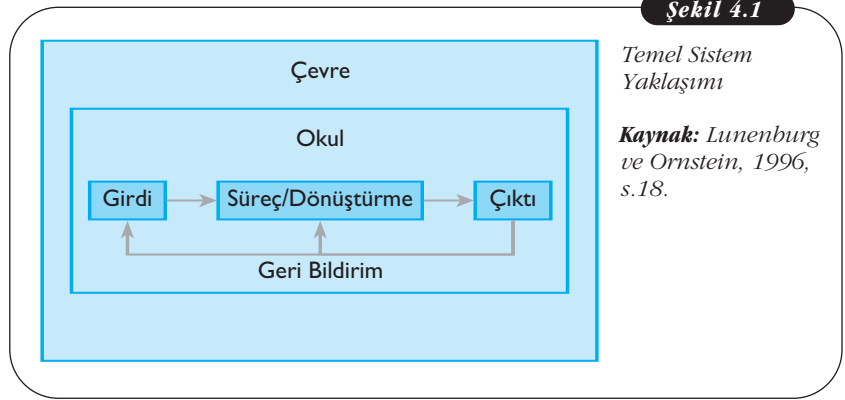 Şekil 4.1
Temel Sistem
Yaklaşımı
Kaynak: Lunenburg
ve Ornstein, 1996,
s.18.
Çevre
Okul
Girdi
Süreç/Dönüştürme
Çıktı
Geri Bildirim